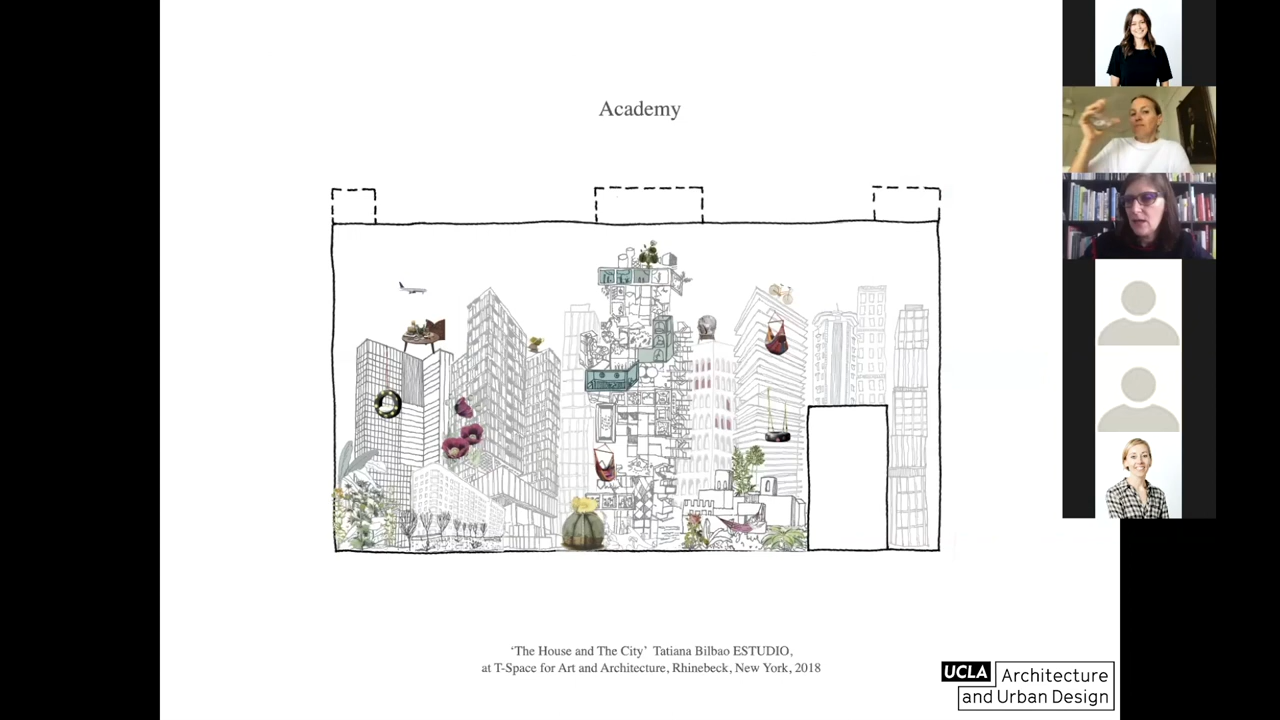 Academy
‘The House and The City’ Tatiana Bilbao ESTUDIO,
at T-Space for Art and Architecture, Rhinebeck, New York, 2018
UCLA Architecture
and Urban Design